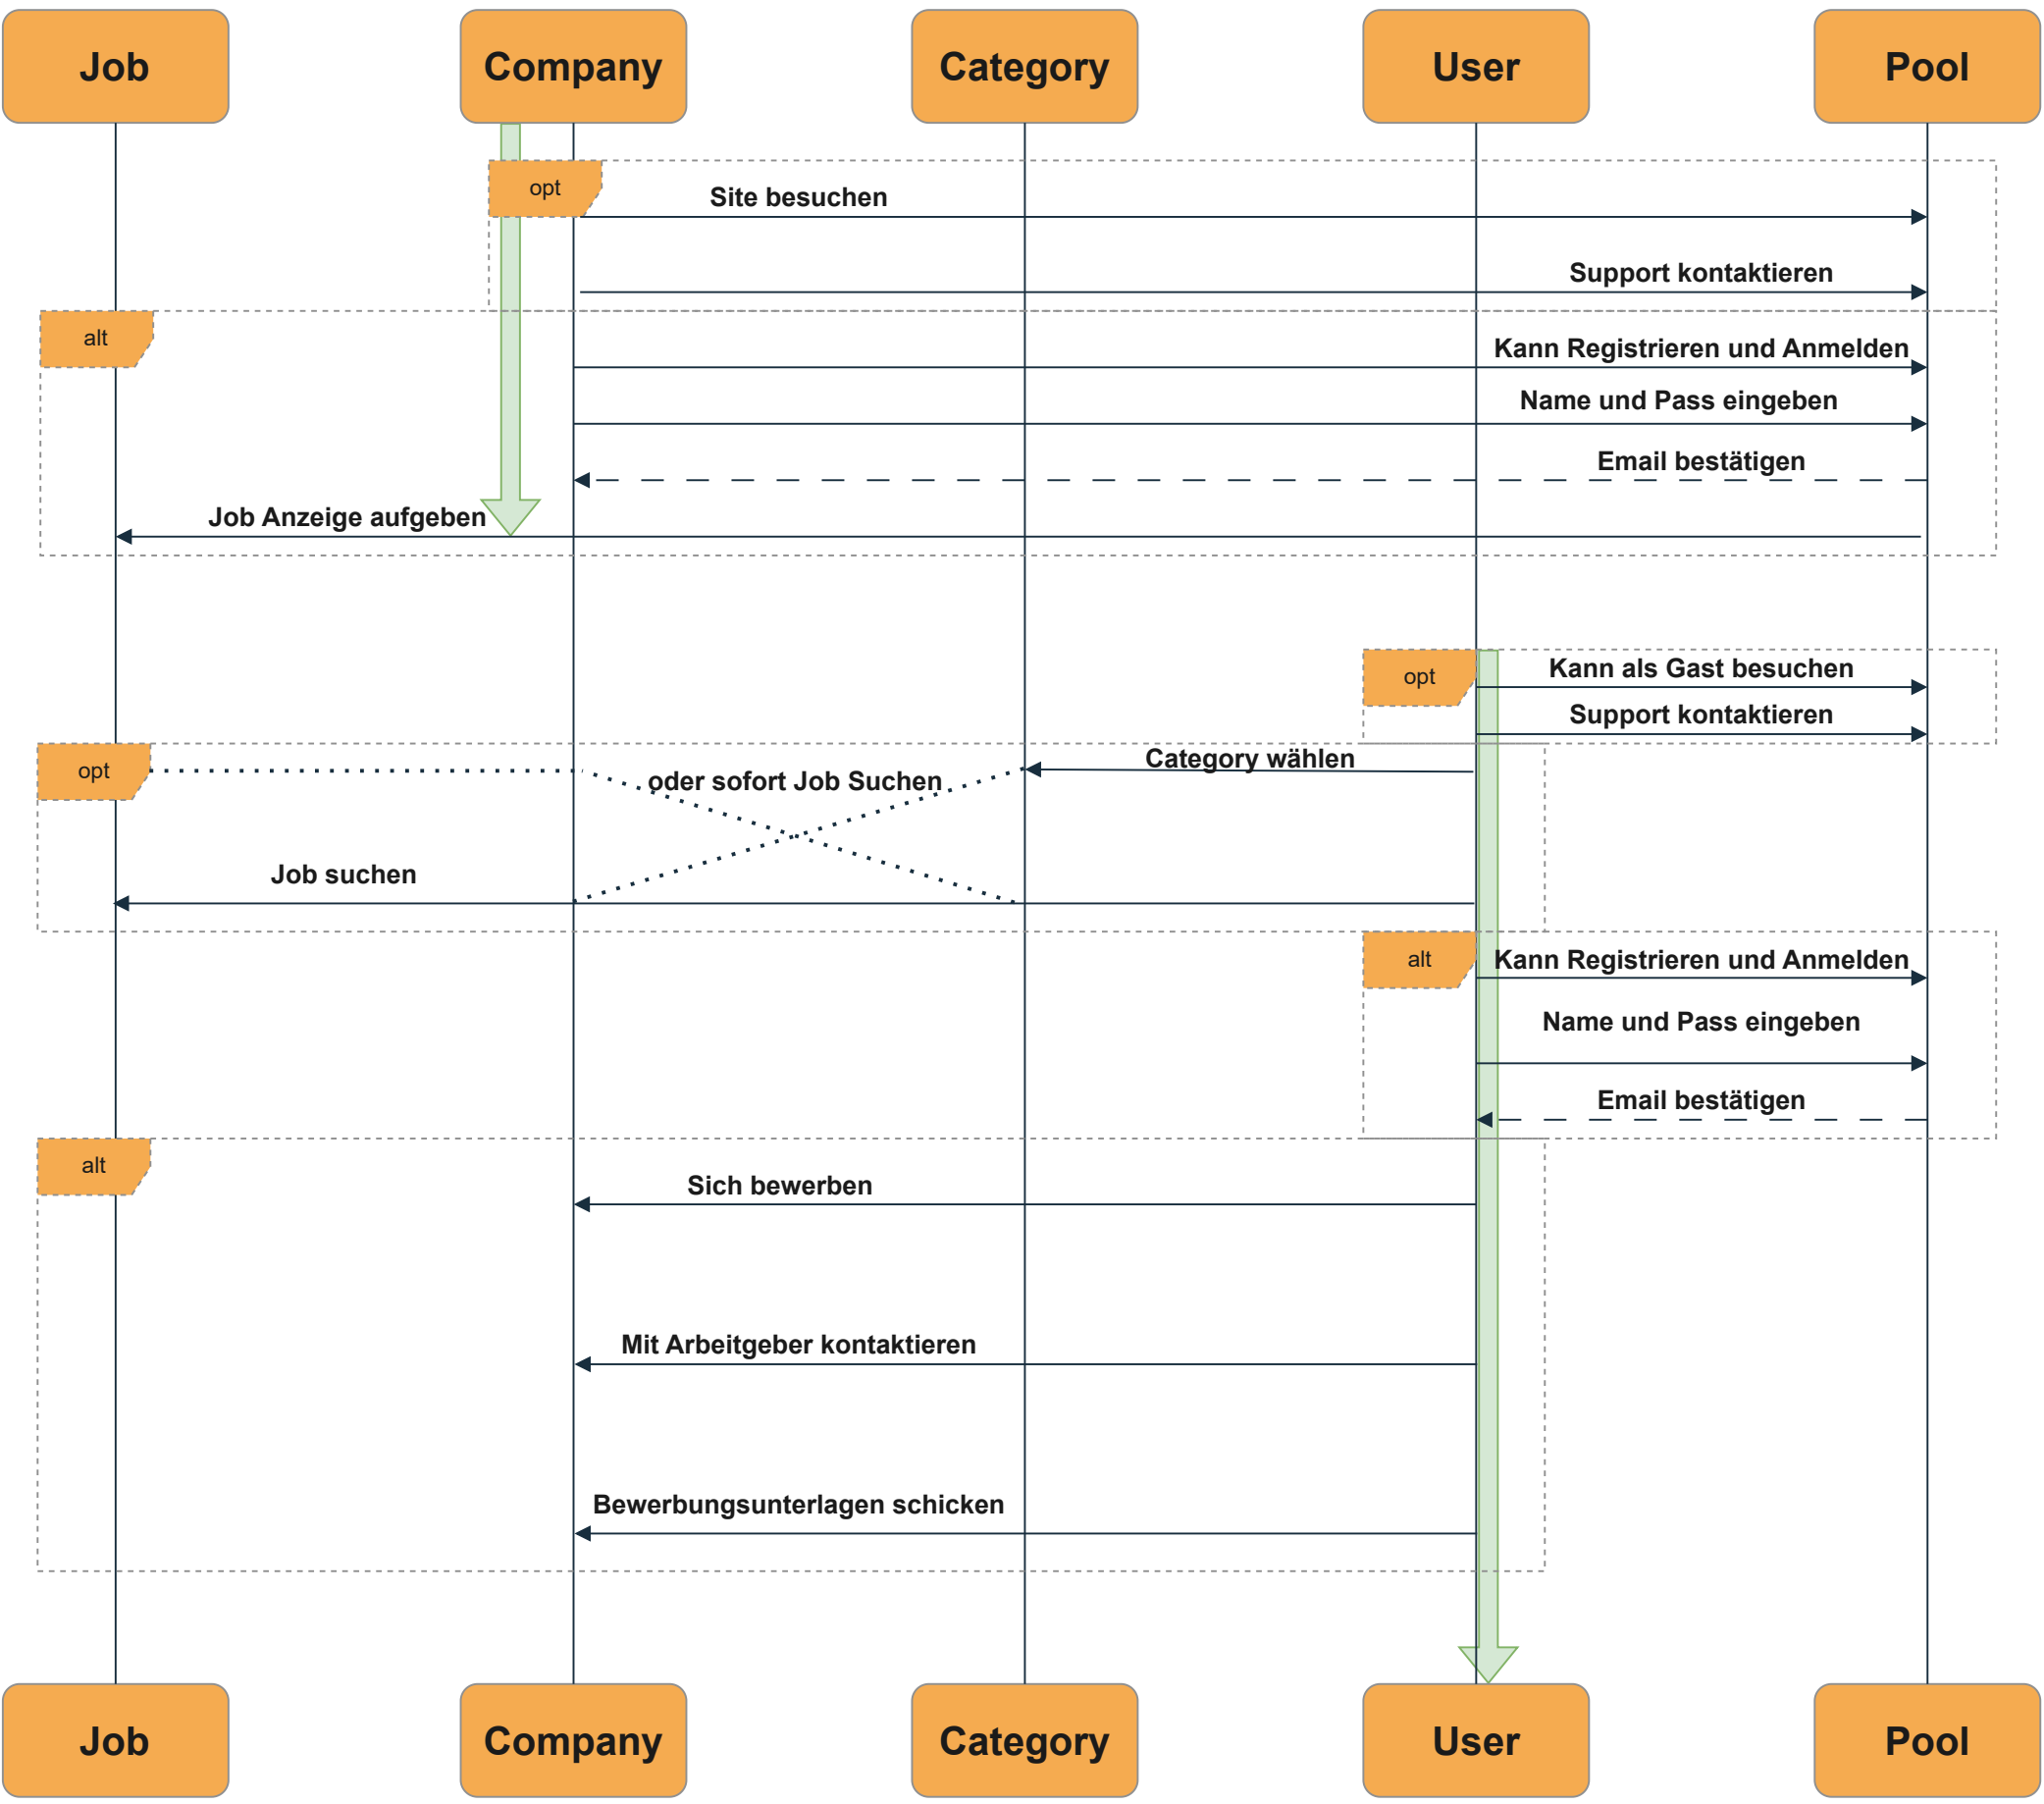 Job
Company
Category
User
Pool
opt
Site besuchen
Support kontaktieren
alt
Kann Registrieren und Anmelden
Name und Pass eingeben
Email bestätigen
Job Anzeige aufgeben
opt
Kann als Gast besuchen
Support kontaktieren
opt
Category wählen
oder sofort Job Suchen
Job suchen
alt
Kann Registrieren und Anmelden
Name und Pass eingeben
Email bestätigen
alt
Sich bewerben
Mit Arbeitgeber kontaktieren
Bewerbungsunterlagen schicken
Job
Company
Category
User
Pool